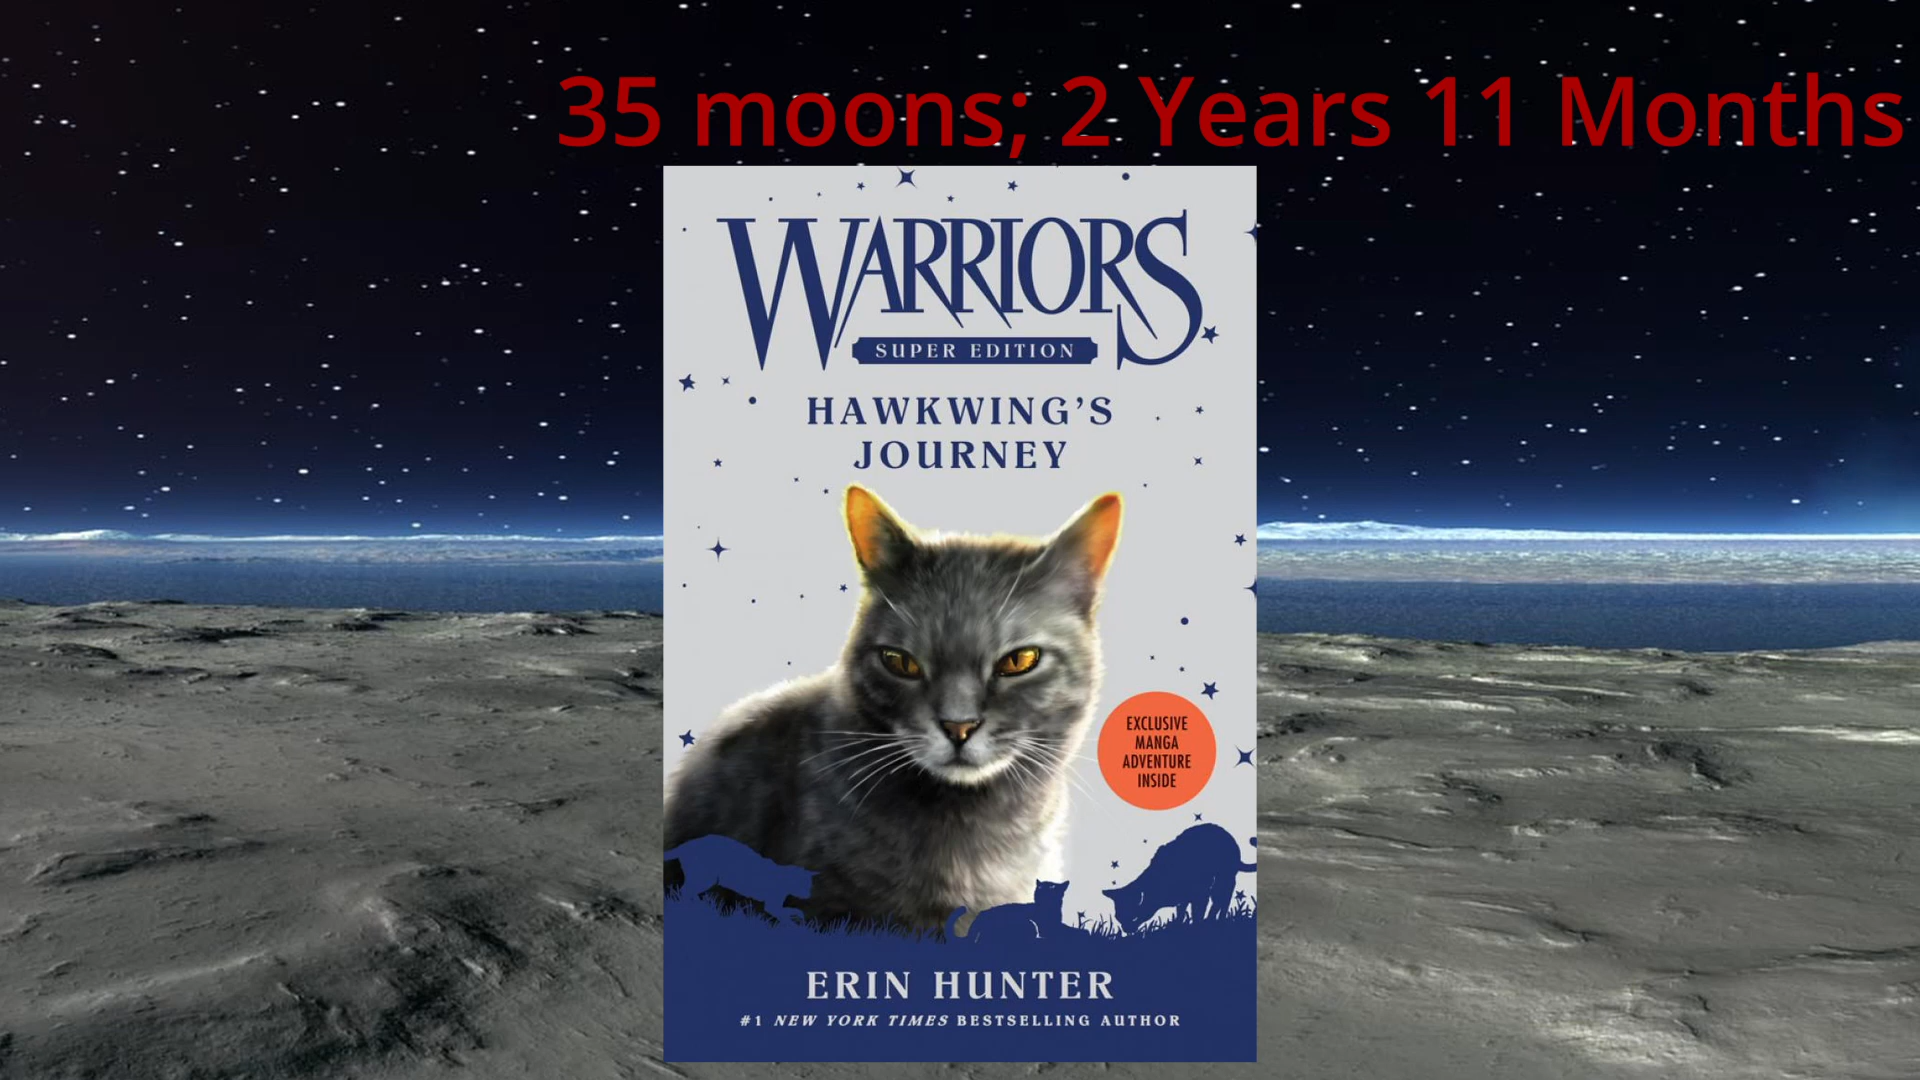 35 moons; 2 Years 11 Months
WARRIORS
SUPER EDITION
HAWKWING'S
JOURNEY
EXCLUSIVE
MANGA
ADVENTURE
INSIDE
ERIN HUNTER
#1 NEW YORK TIMES BESTSELLING AUTHOR